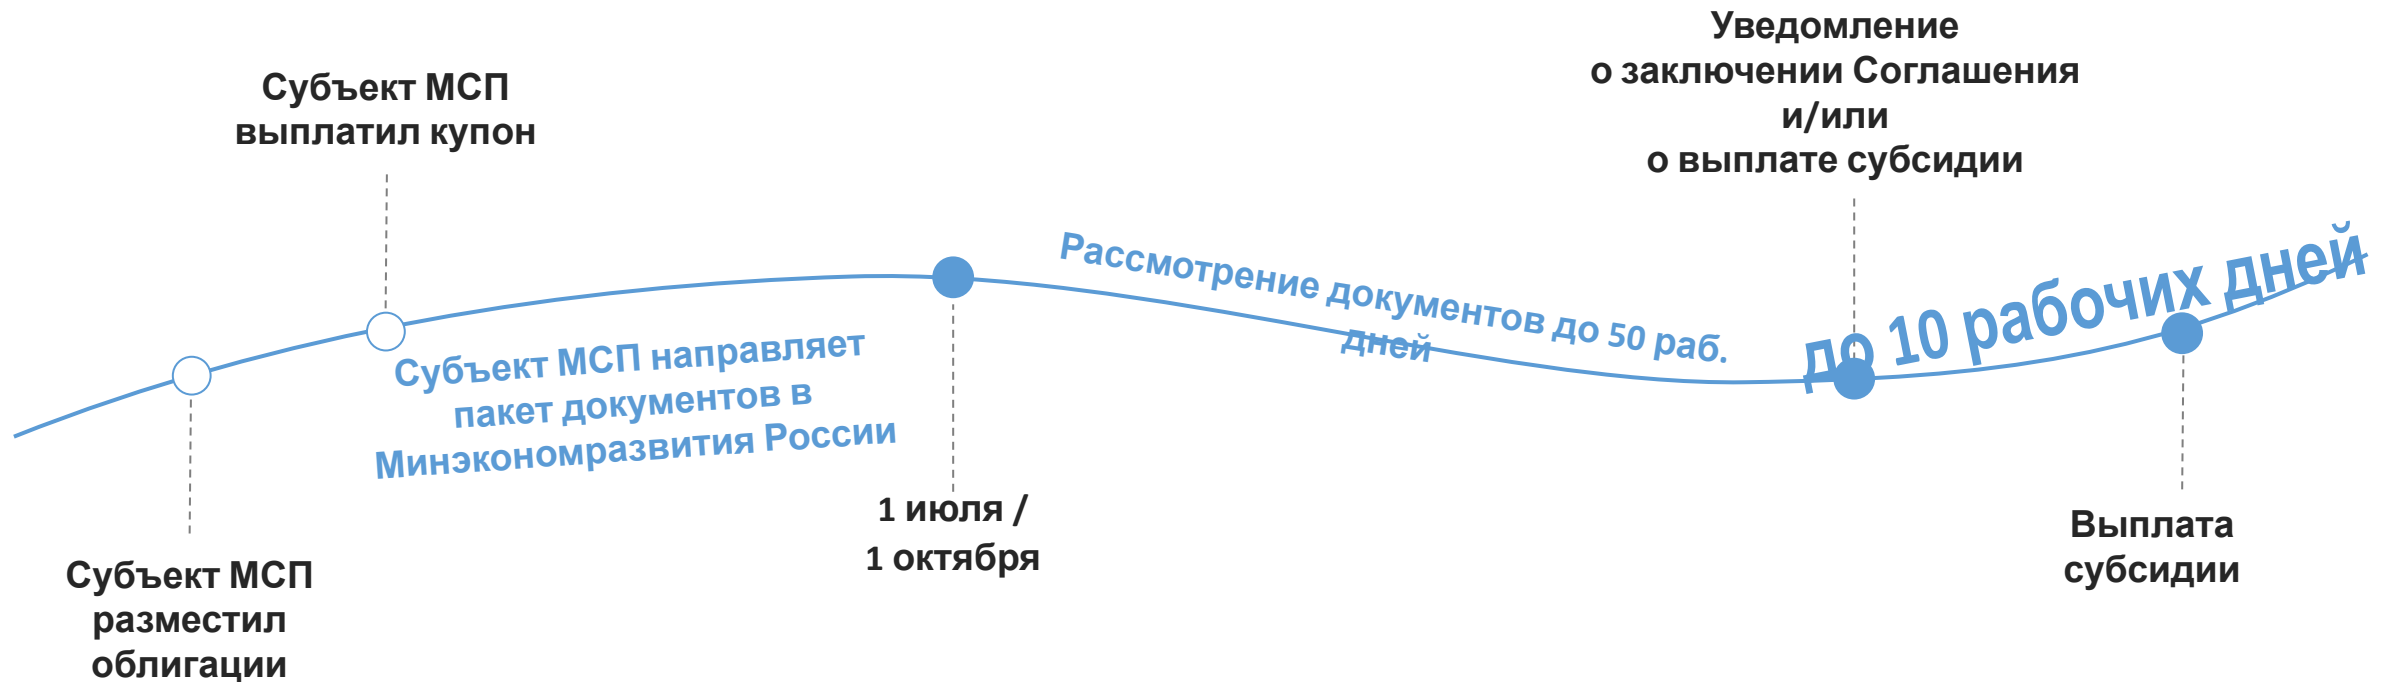 Субъект МСП
разместил
облигации
Субъект МСП
выплатил купон
Субъект МСП направляет
пакет документов в
Минэкономразвития России
1 июля /
1 октября
Рассмотрение документов до 50 раб.
дней
Уведомление
о заключении Соглашения
и/или
о выплате субсидии
до 10 рабочих дней
Выплата
субсидии